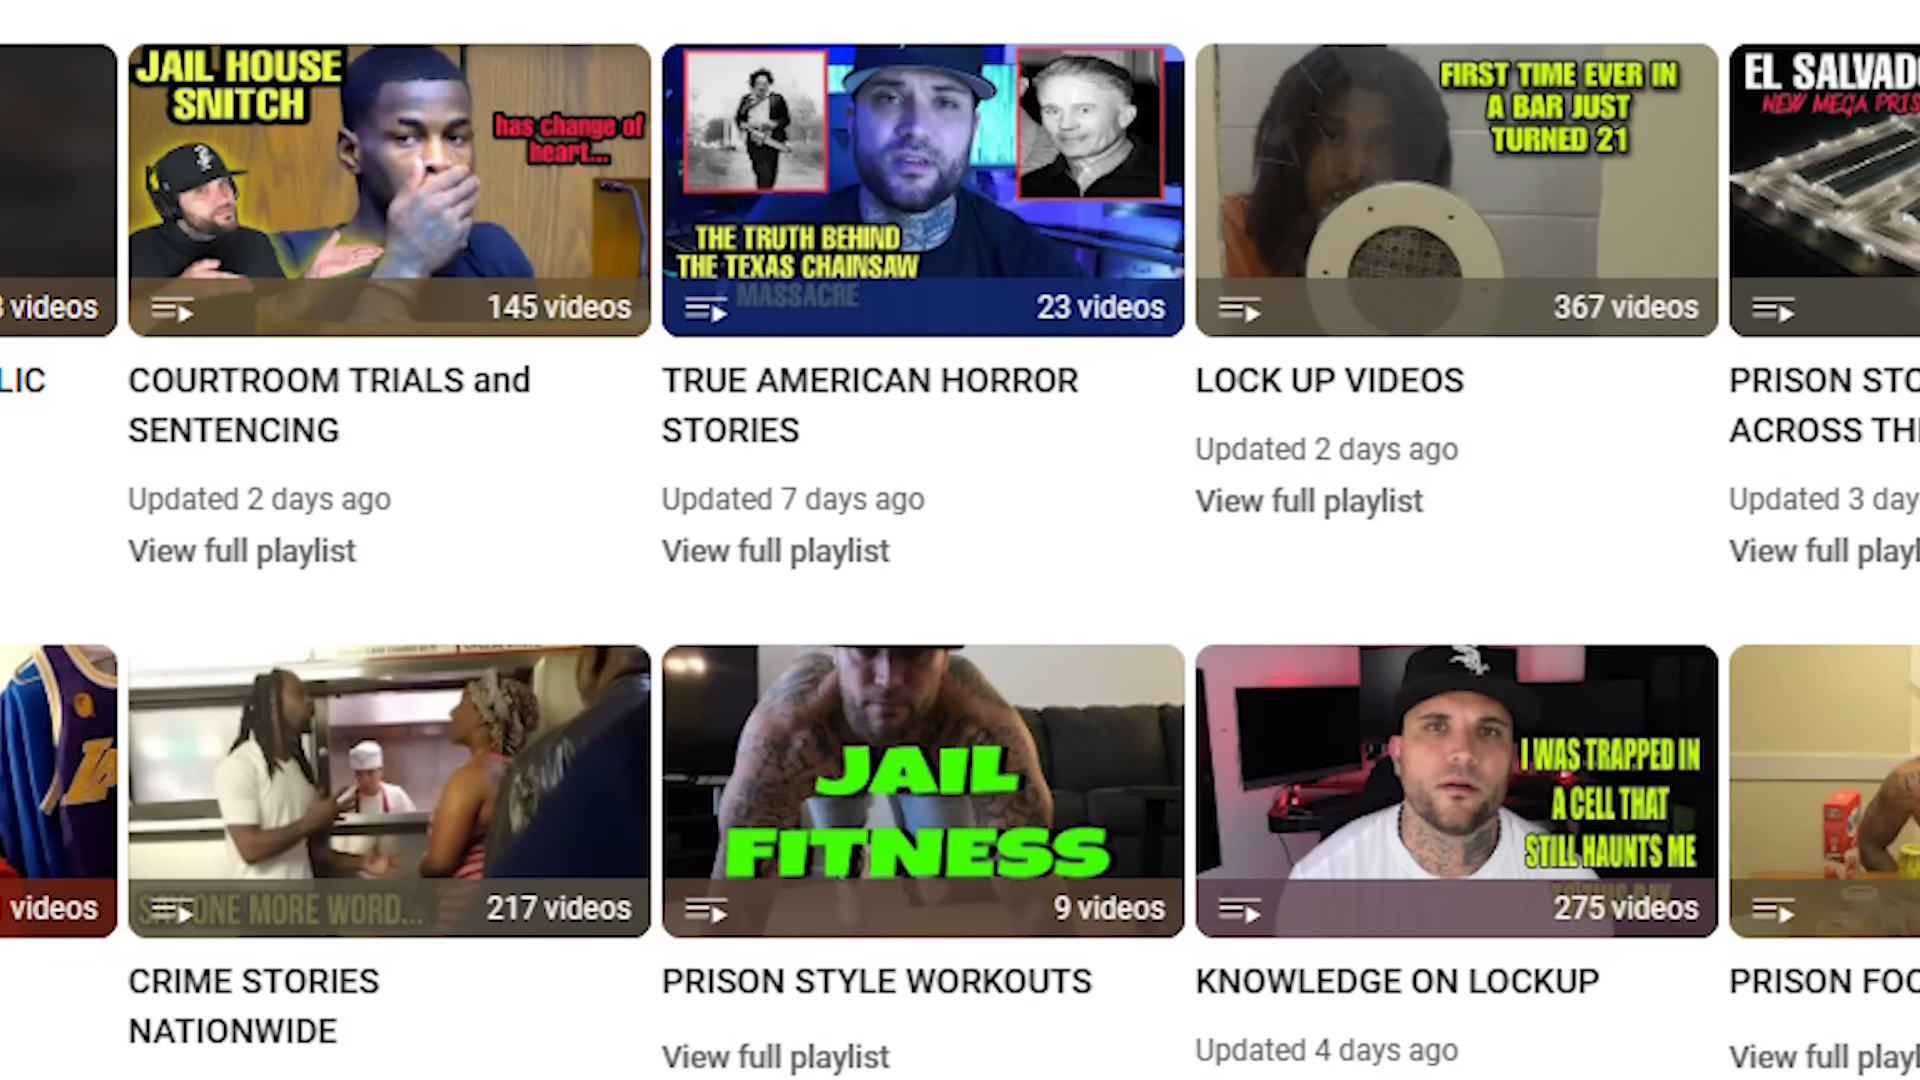 JAIL HOUSE
SNITCH
has change of
heart...
THE TRUTH BEHIND
THE TEXAS CHAINSAW
MASSACRE
FIRST TIME EVER IN
A BAR JUST
TURNED 21
EL SALVAD
NEW MEGA PRIS
videos
145 videos
23 videos
367 videos
LIC
COURTROOM TRIALS and
SENTENCING
Updated 2 days ago
View full playlist
TRUE AMERICAN HORROR
STORIES
Updated 7 days ago
View full playlist
LOCK UP VIDEOS
Updated 2 days ago
View full playlist
PRISON STO
ACROSS TH
Updated 3 day
View full playl
videos
ONE MORE WORD...
217 videos
JAIL
FITNESS
9 videos
I WAS TRAPPED IN
A CELL THAT
STILL HAUNTS ME
TO THIS DAY
275 videos
CRIME STORIES
NATIONWIDE
PRISON STYLE WORKOUTS
View full playlist
KNOWLEDGE ON LOCKUP
Updated 4 days ago
PRISON FOO
View full playl